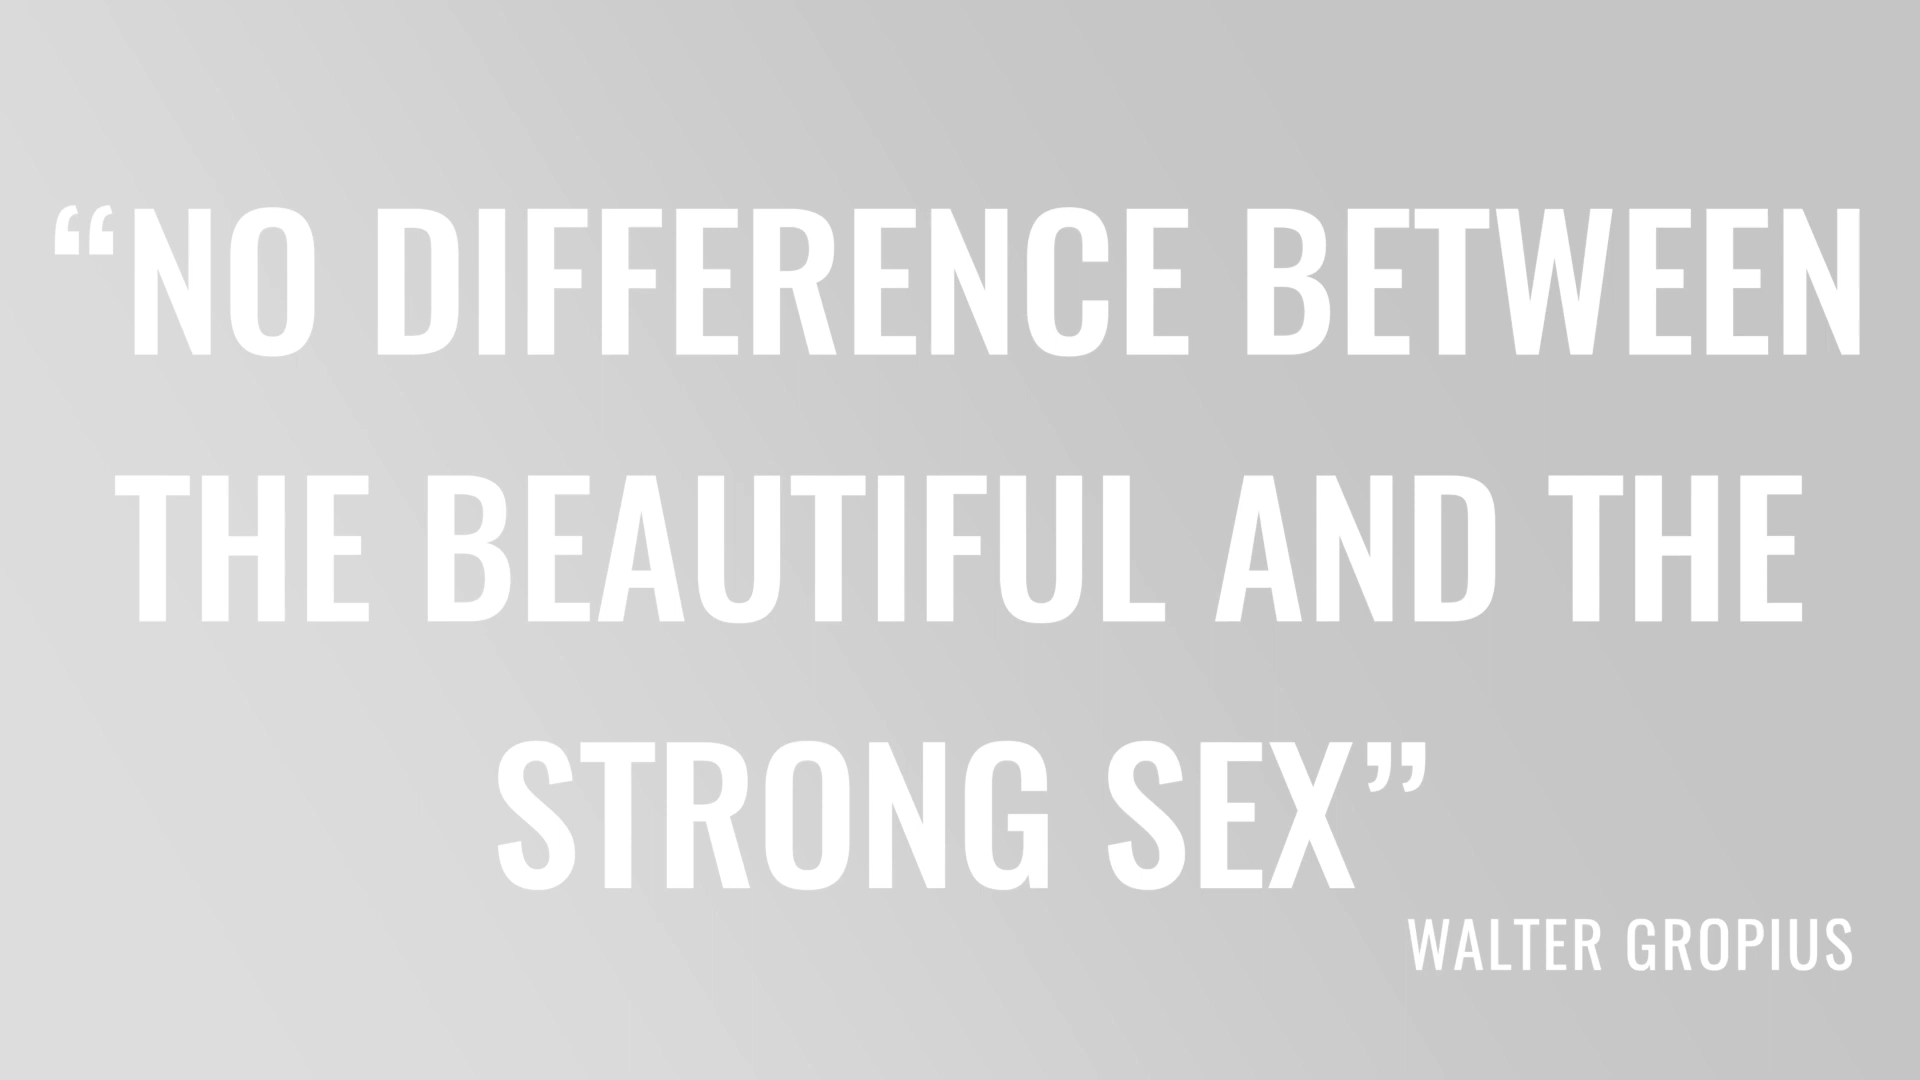 “NO DIFFERENCE BETWEEN
THE BEAUTIFUL AND THE
STRONG SEX”
WALTER GROPIUS